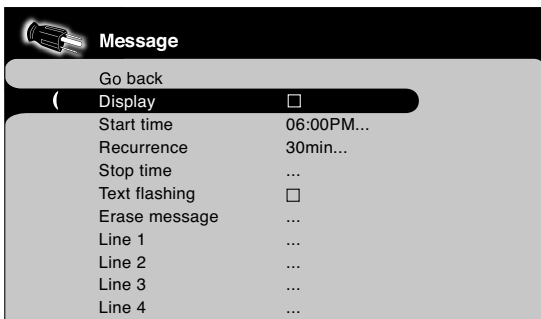 Message
Go back
Display ☐
Start time 06:00PM...
Recurrence 30min...
Stop time ...
Text flashing ☐
Erase message ...
Line 1 ...
Line 2 ...
Line 3 ...
Line 4 ...